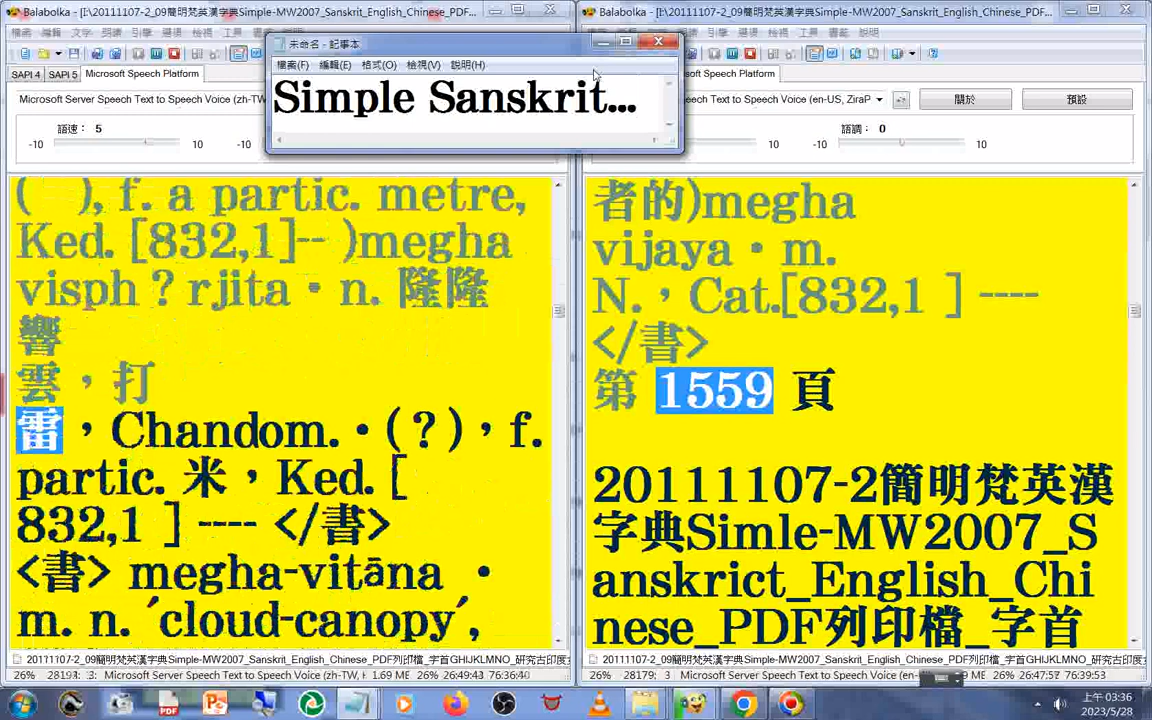 Balabolka - [I:\20111107-2_09簡明梵英漢字典Simple-MW2007_Sanskrit_English_Chinese_PDF...
Balabolka - [I:\20111107-2_09簡明梵英漢字典Simple-MW2007_Sanskrit_English_Chinese_PDF...
未命名 - 記事本
檔案(F) 編輯(E) 格式(O) 檢視(V) 說明(H)
Simple Sanskrit...
SAPI 4 SAPI 5 Microsoft Speech Platform
Speech Platform
Microsoft Server Speech Text to Speech Voice (zh-TW,
Speech Text to Speech Voice (en-US, ZiraP
關於
預設
語速: 5
-10 10
語調: 0
10 -10 10
( ), f. a partic. metre,
Ked. [832,1]-- )megha
visph？rjita•n. 隆隆
響
雲，打
雷，Chandom.•(？)，f.
partic. 米，Ked.[
832,1 ] ---- </書>
<書> megha-vitāna •
m. n. 'cloud-canopy',
者的)megha
vijaya•m.
N.，Cat.[832,1 ] ----
</書>
第 1559 頁
20111107-2簡明梵英漢
字典Simle-MW2007_S
anskrict_English_Chi
nese_PDF列印檔_字首
20111107-2_09簡明梵英漢字典Simple-MW2007_Sanskrit_English_Chinese_PDF列印檔_字首GHIJKLMNO_研究古印度
20111107-2_09簡明梵英漢字典Simple-MW2007_Sanskrit_English_Chinese_PDF列印檔_字首GHIJKLMNO_研究古印度
26% 28193: :3: Microsoft Server Speech Text to Speech Voice (zh-TW, 1.69 MB 26% 26:49:43 76:36:40
26% 28179: :3: Microsoft Server Speech Text to Speech Voice 26% 26:47:57 76:39:53
上午 03:36
2023/5/28